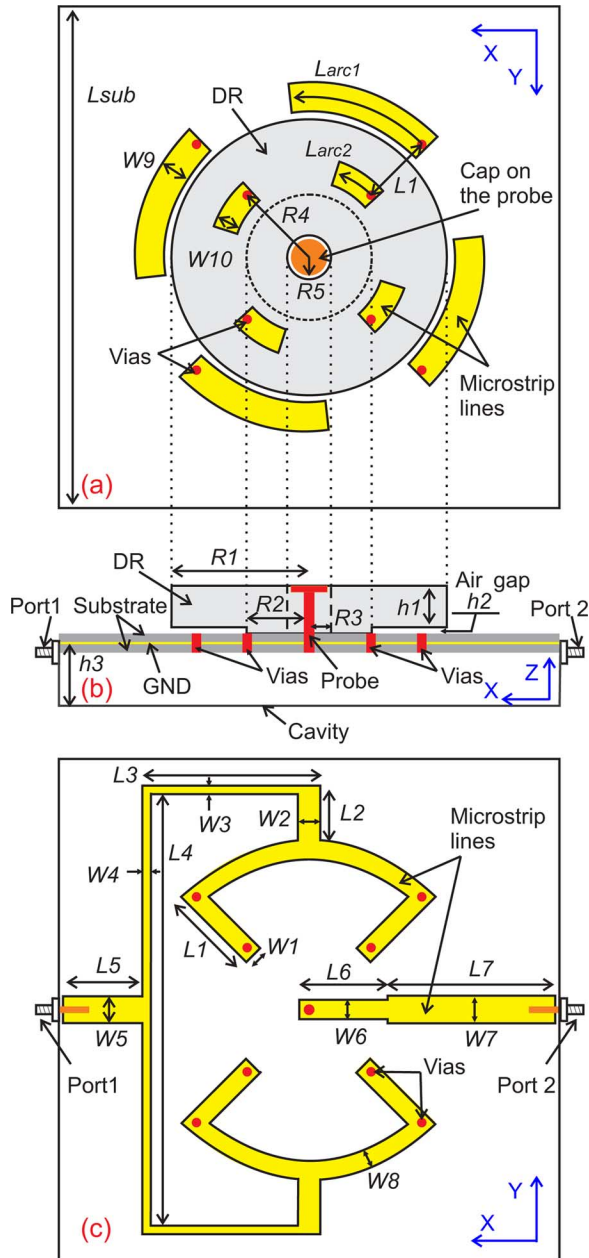 Lsub
DR
Larc1
X
Y
W9
Larc2
L1
Cap on
the probe
R4
W10
R5
Vias
Microstrip
lines
(a)
R1
DR
Air gap
Port1
Substrate
R2
R3
h1
h2
Port 2
h3
GND
Vias
Probe
Vias
X
Z
(b)
Cavity
L3
W3
W2
L2
Microstrip
lines
L4
W4
L1
W1
L5
L6
L7
W5
W6
W7
Port1
Vias
Port 2
W8
Y
X
(c)